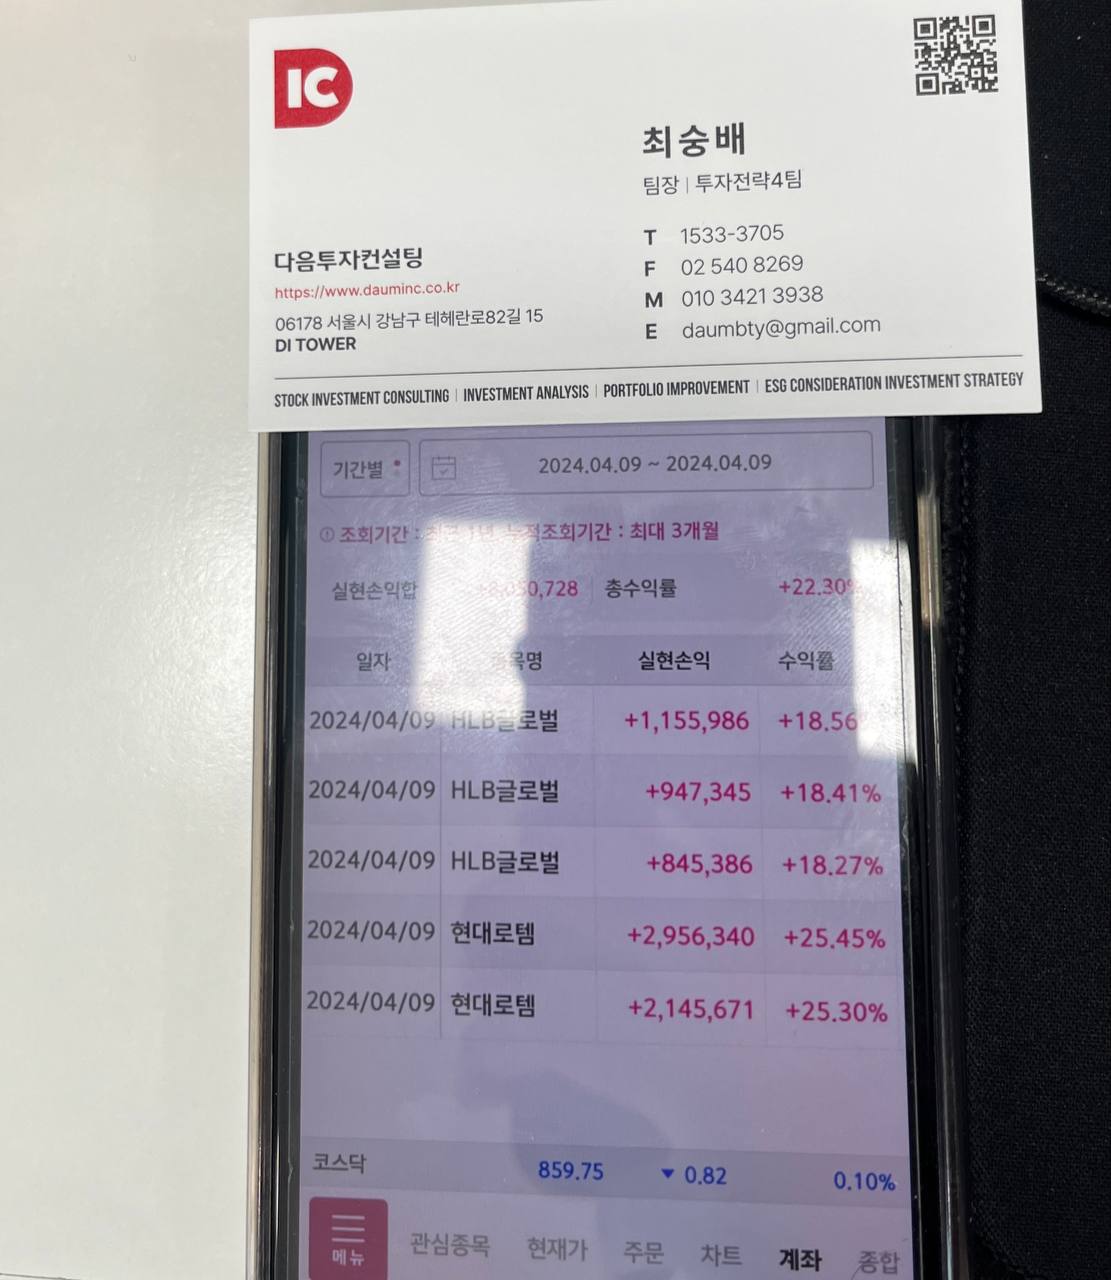 IC
최숭배
팀장 | 투자전략4팀
T 1533-3705
F 02 540 8269
M 010 3421 3938
E daumbty@gmail.com
다음투자컨설팅
https://www.dauminc.co.kr
06178 서울시 강남구 테헤란로82길 15
DI TOWER
STOCK INVESTMENT CONSULTING | INVESTMENT ANALYSIS | PORTFOLIO IMPROVEMENT | ESG CONSIDERATION INVESTMENT STRATEGY
기간별 2024.04.09 ~ 2024.04.09
조회기간 : 최근 1년 누적조회기간 : 최대 3개월
실현손익합 +8,050,728 총수익률 +22.30%
일자 종목명 실현손익 수익률
2024/04/09 HLB글로벌 +1,155,986 +18.56
2024/04/09 HLB글로벌 +947,345 +18.41%
2024/04/09 HLB글로벌 +845,386 +18.27%
2024/04/09 현대로템 +2,956,340 +25.45%
2024/04/09 현대로템 +2,145,671 +25.30%
코스닥 859.75 ▼ 0.82 0.10%
메뉴 관심종목 현재가 주문 차트 계좌 종합